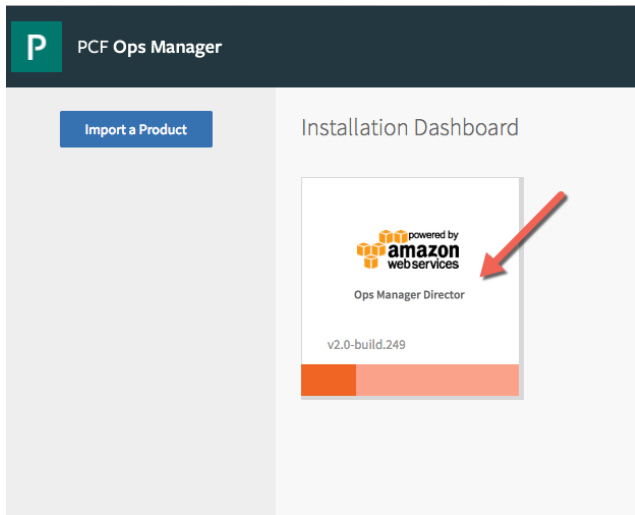 P
PCF Ops Manager
Import a Product
Installation Dashboard
powered by
amazon
webservices
Ops Manager Director
v2.0-build.249